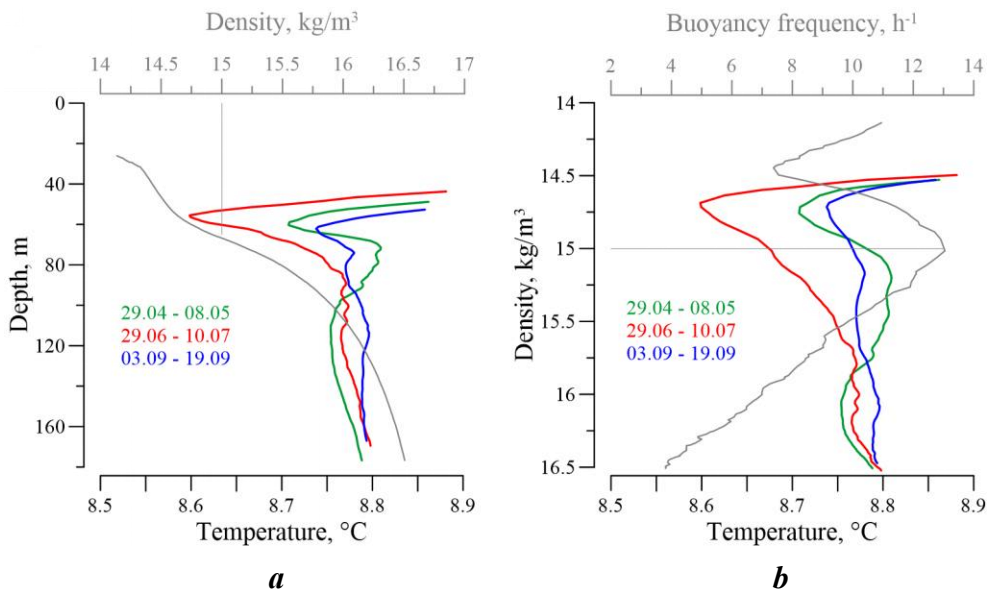 Density, kg/m³
14 14.5 15 15.5 16 16.5 17
0
40
80
120
160
Depth, m
29.04 - 08.05
29.06 - 10.07
03.09 - 19.09
8.5 8.6 8.7 8.8 8.9
Temperature, °C
a
Buoyancy frequency, h⁻¹
2 4 6 8 10 12 14
14
14.5
15
15.5
16
16.5
Density, kg/m³
29.04 - 08.05
29.06 - 10.07
03.09 - 19.09
8.5 8.6 8.7 8.8 8.9
Temperature, °C
b